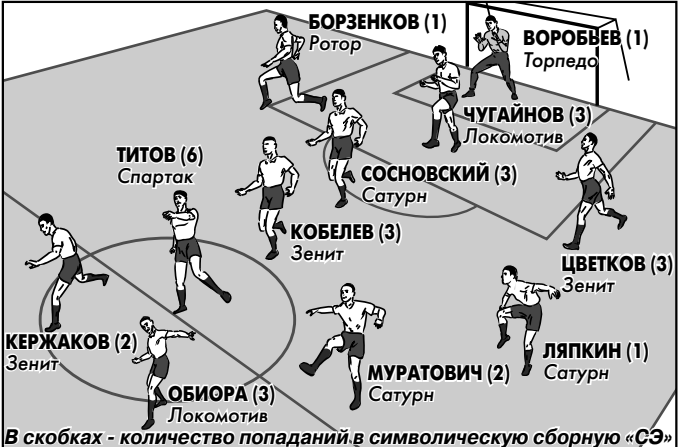 БОРЗЕНКОВ (1)
Ротор
ВОРОБЬЕВ (1)
Торпедо
ЧУГАЙНОВ (3)
Локомотив
ТИТОВ (6)
Спартак
СОСНОВСКИЙ (3)
Сатурн
КОБЕЛЕВ (3)
Зенит
ЦВЕТКОВ (3)
Зенит
КЕРЖАКОВ (2)
Зенит
МУРАТОВИЧ (2)
Сатурн
ЛЯПКИН (1)
Сатурн
ОБИОРА (3)
Локомотив
В скобках - количество попаданий в символическую сборную «СЭ»